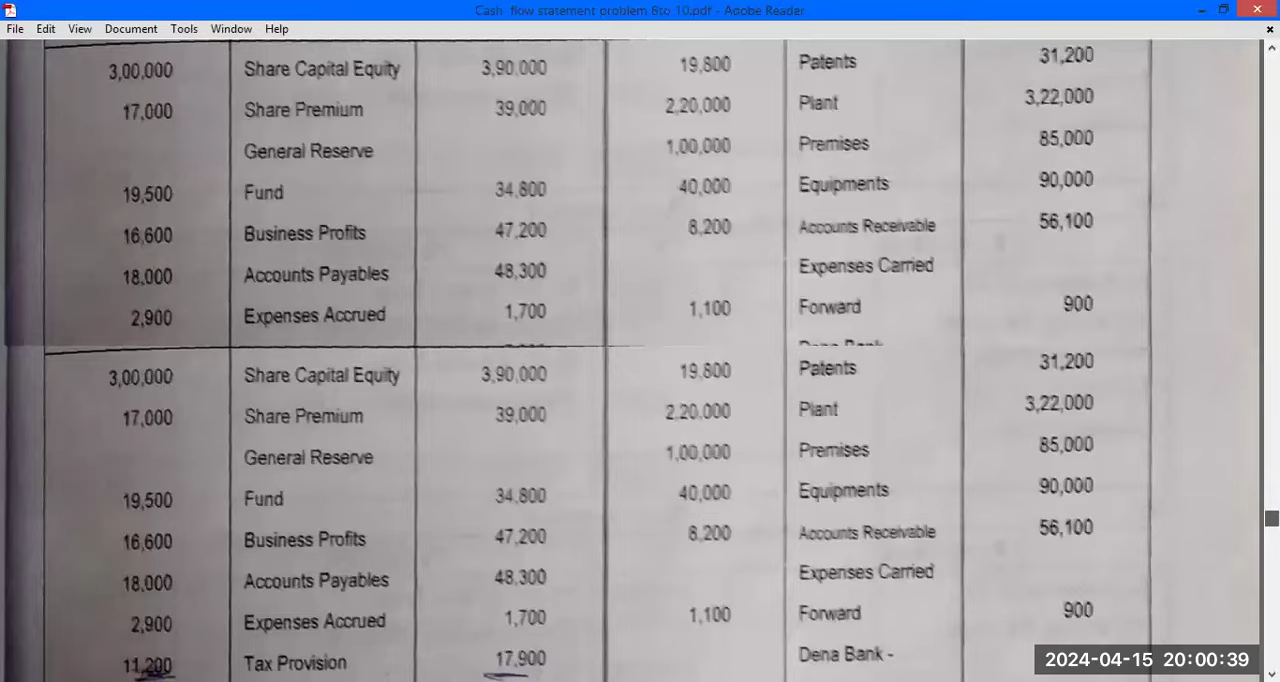 Cash flow statement problem 8to 10.pdf - Adobe Reader
File Edit View Document Tools Window Help
3,00,000 Share Capital Equity 3,90,000 19,800 Patents 31,200
17,000 Share Premium 39,000 2,20,000 Plant 3,22,000
General Reserve 1,00,000 Premises 85,000
19,500 Fund 34,800 40,000 Equipments 90,000
16,600 Business Profits 47,200 8,200 Accounts Receivable 56,100
18,000 Accounts Payables 48,300 Expenses Carried
2,900 Expenses Accrued 1,700 1,100 Forward 900
3,00,000 Share Capital Equity 3,90,000 19,800 Patents 31,200
17,000 Share Premium 39,000 2,20,000 Plant 3,22,000
General Reserve 1,00,000 Premises 85,000
19,500 Fund 34,800 40,000 Equipments 90,000
16,600 Business Profits 47,200 8,200 Accounts Receivable 56,100
18,000 Accounts Payables 48,300 Expenses Carried
2,900 Expenses Accrued 1,700 1,100 Forward 900
11,200 Tax Provision 17,900 Dena Bank -
2024-04-15 20:00:39